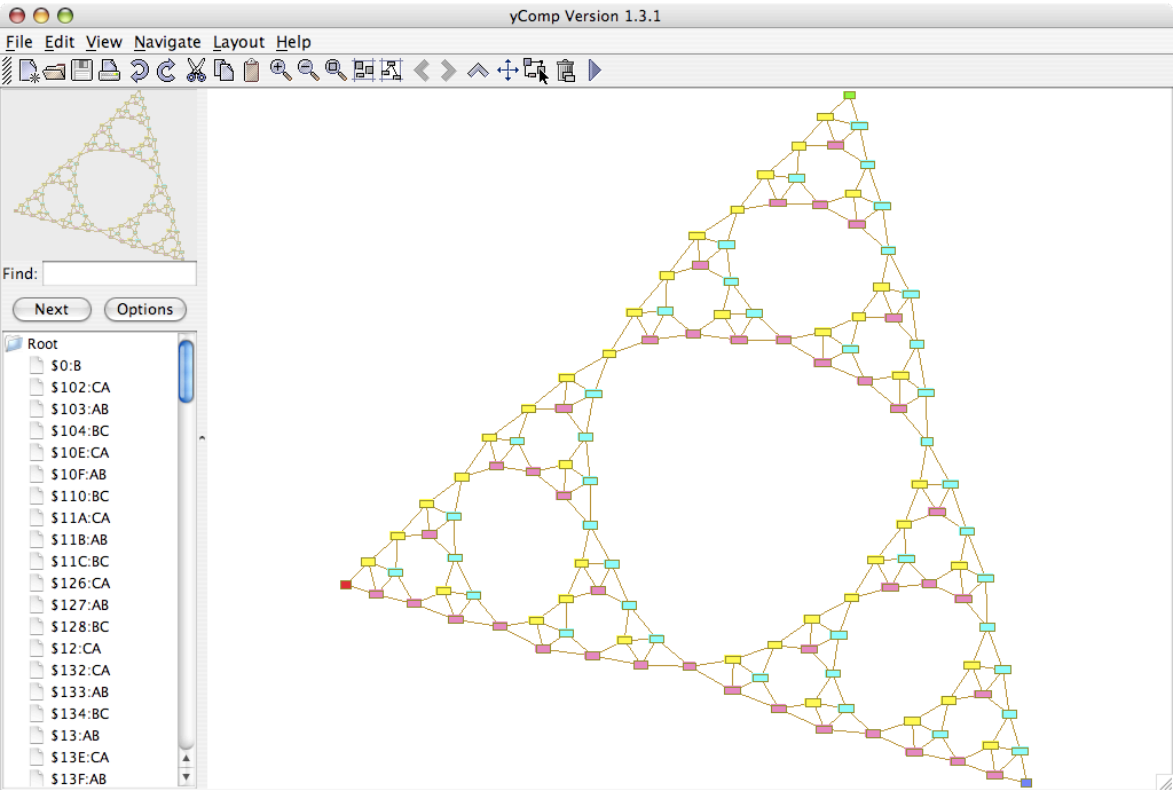 yComp Version 1.3.1
File Edit View Navigate Layout Help
Find:
Next Options
Root
$0:B
$102:CA
$103:AB
$104:BC
$10E:CA
$10F:AB
$110:BC
$11A:CA
$11B:AB
$11C:BC
$126:CA
$127:AB
$128:BC
$12:CA
$132:CA
$133:AB
$134:BC
$13:AB
$13E:CA
$13F:AB